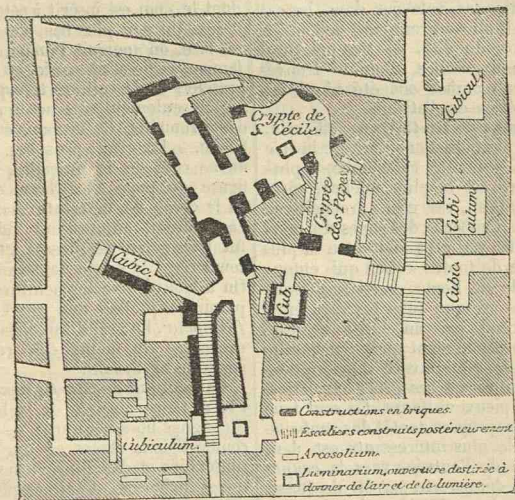 Cubicul.
Crypte de
S. Cécile.
Cubi
culum
Crypte
des Papes
Cubic.
Cubic.
Cub.
Cubiculum.
Constructions en briques.
Escaliers construits postérieurement
Arcosolium.
Luminarium, ouverture destinée à
donner de l'air et de la lumière.